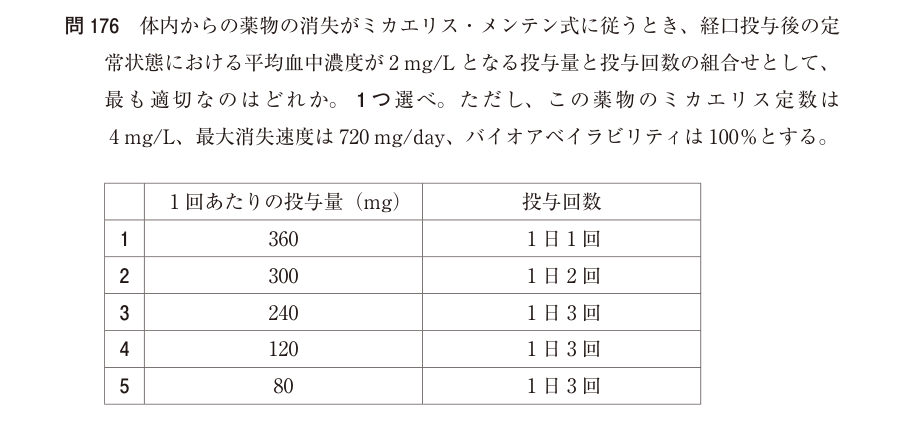 問 176　体内からの薬物の消失がミカエリス・メンテン式に従うとき、経口投与後の定
常状態における平均血中濃度が 2 mg/L となる投与量と投与回数の組合せとして、
最も適切なのはどれか。1つ選べ。ただし、この薬物のミカエリス定数は
4 mg/L、最大消失速度は 720 mg/day、バイオアベイラビリティは 100％とする。
1回あたりの投与量（mg）　投与回数
1　360　1日1回
2　300　1日2回
3　240　1日3回
4　120　1日3回
5　80　1日3回